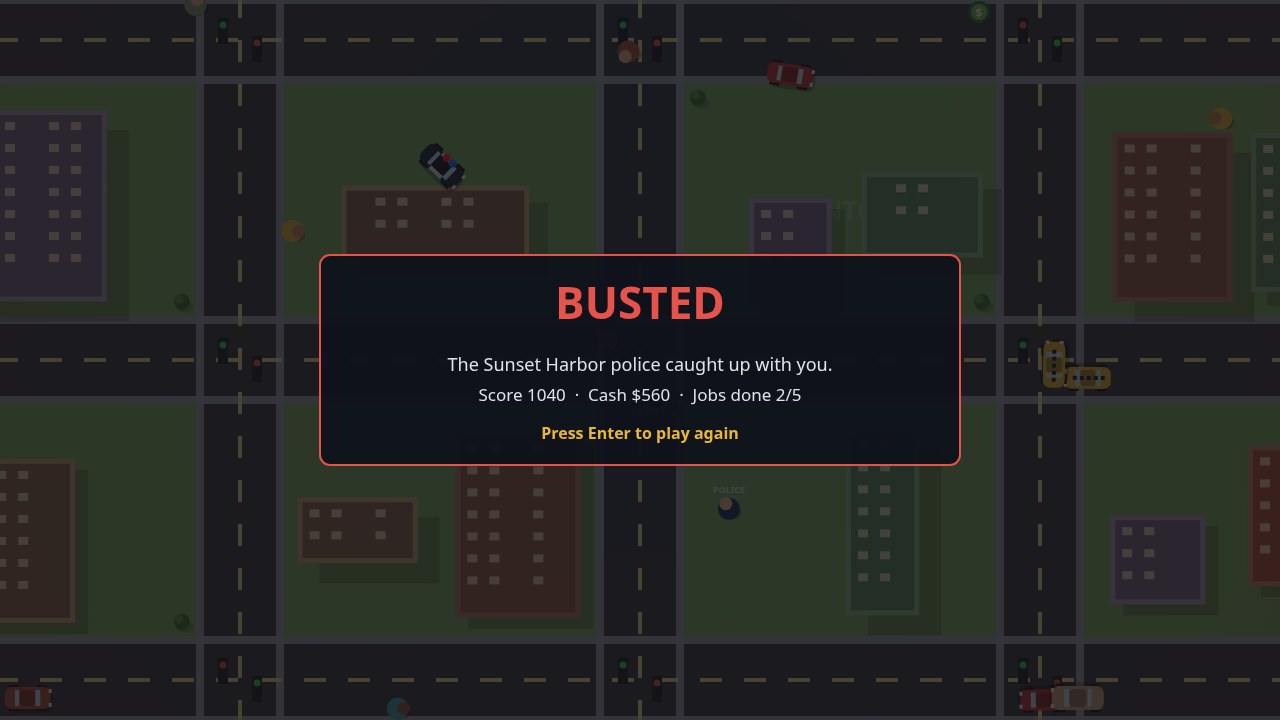 BUSTED
The Sunset Harbor police caught up with you.
Score 1040 · Cash $560 · Jobs done 2/5
Press Enter to play again
POLICE
$